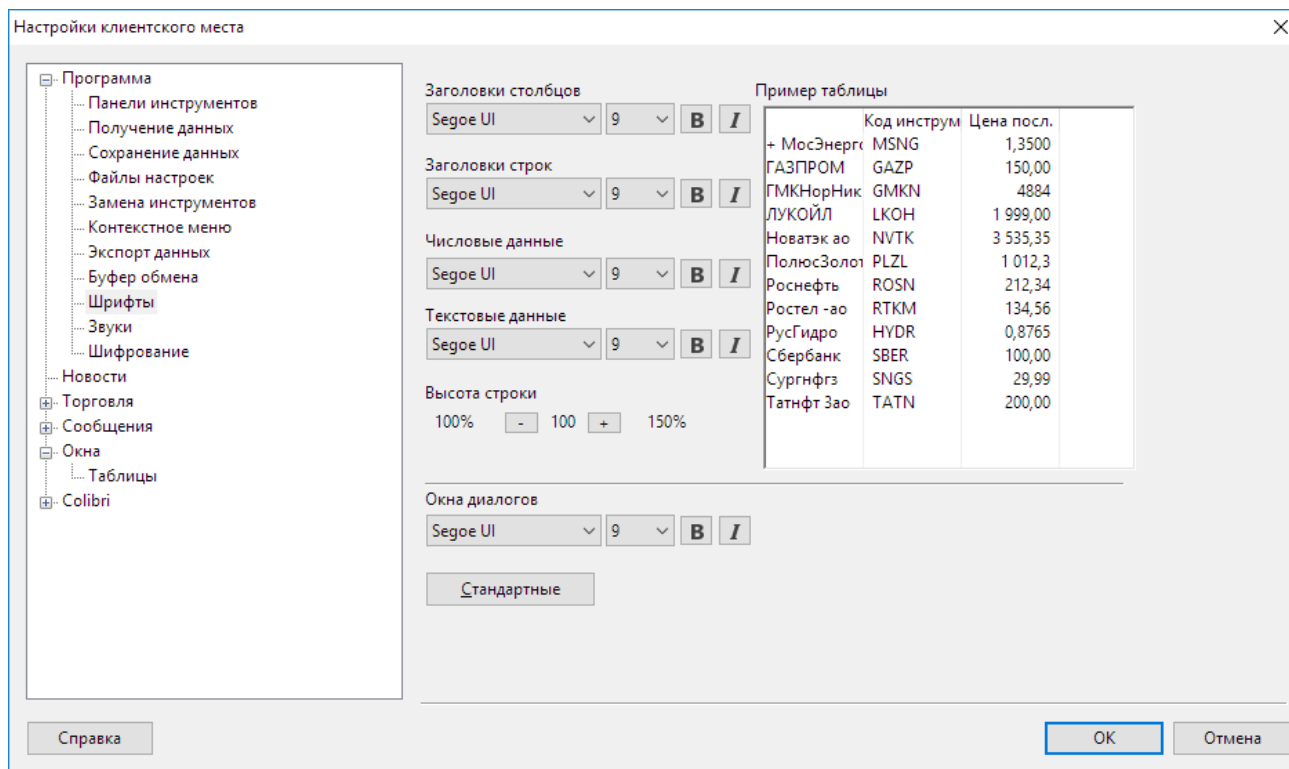 Настройки клиентского места
Программа
Панели инструментов
Получение данных
Сохранение данных
Файлы настроек
Замена инструментов
Контекстное меню
Экспорт данных
Буфер обмена
Шрифты
Звуки
Шифрование
Новости
Торговля
Сообщения
Окна
Таблицы
Colibri
Заголовки столбцов
Segoe UI 9 B I
Заголовки строк
Segoe UI 9 B I
Числовые данные
Segoe UI 9 B I
Текстовые данные
Segoe UI 9 B I
Высота строки
100% - 100 + 150%
Пример таблицы
Код инструм Цена посл.
+ МосЭнерго MSNG 1,3500
ГАЗПРОМ GAZP 150,00
ГМКНорНик GMKN 4884
ЛУКОЙЛ LKOH 1 999,00
Новатэк ао NVTK 3 535,35
ПолюсЗолот PLZL 1 012,3
Роснефть ROSN 212,34
Ростел -ао RTKM 134,56
РусГидро HYDR 0,8765
Сбербанк SBER 100,00
Сургнфгз SNGS 29,99
Татнфт 3ао TATN 200,00
Окна диалогов
Segoe UI 9 B I
Стандартные
Справка
OK
Отмена